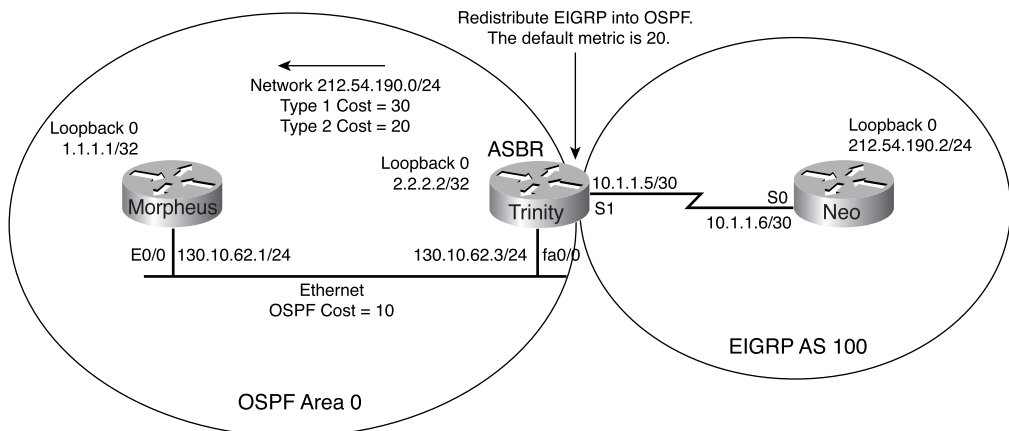 Redistribute EIGRP into OSPF.
The default metric is 20.
Network 212.54.190.0/24
Type 1 Cost = 30
Type 2 Cost = 20
Loopback 0
1.1.1.1/32
Morpheus
E0/0
130.10.62.1/24
Loopback 0
2.2.2.2/32
ASBR
Trinity
130.10.62.3/24
fa0/0
10.1.1.5/30
S1
Loopback 0
212.54.190.2/24
S0
10.1.1.6/30
Neo
Ethernet
OSPF Cost = 10
EIGRP AS 100
OSPF Area 0